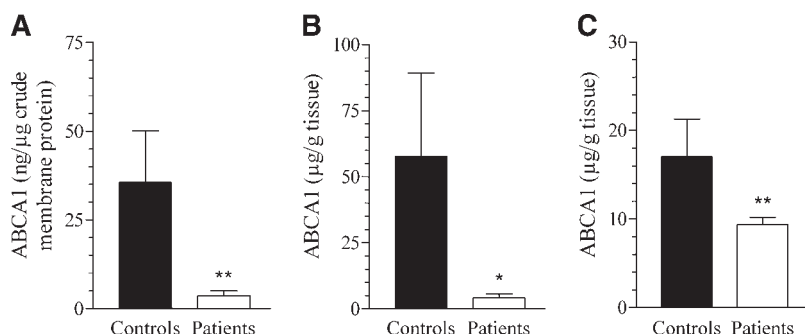 A
ABCA1 (ng/μg crude
membrane protein)
75
50
25
0
**
Controls Patients
B
ABCA1 (μg/g tissue)
100
75
50
25
0
*
Controls Patients
C
ABCA1 (μg/g tissue)
30
20
10
0
**
Controls Patients